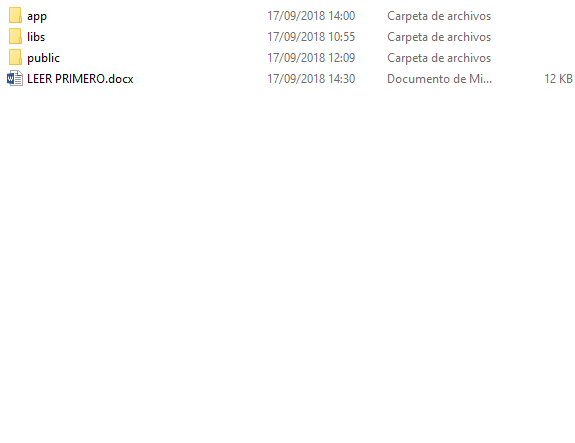 app 17/09/2018 14:00 Carpeta de archivos
libs 17/09/2018 10:55 Carpeta de archivos
public 17/09/2018 12:09 Carpeta de archivos
LEER PRIMERO.docx 17/09/2018 14:30 Documento de Mi... 12 KB